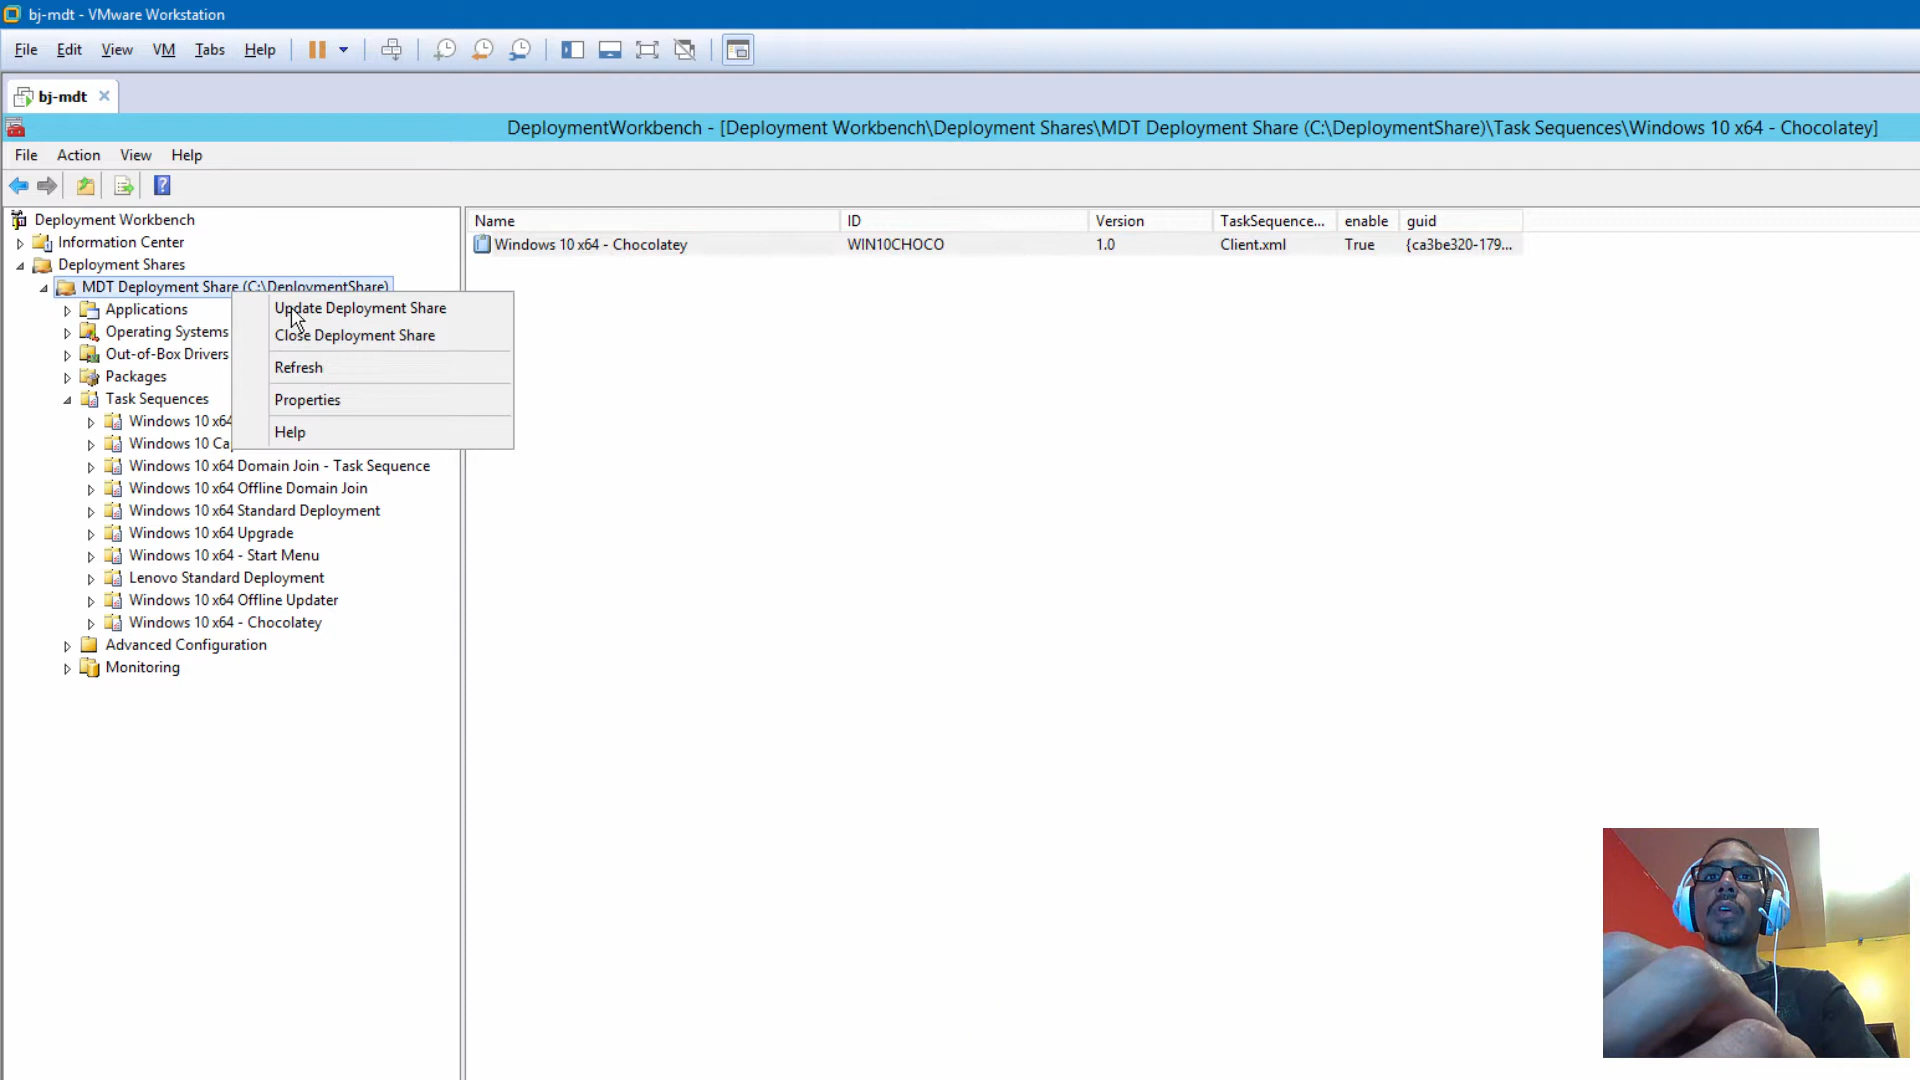 bj-mdt - VMware Workstation
File Edit View VM Tabs Help
bj-mdt
DeploymentWorkbench - [Deployment Workbench\Deployment Shares\MDT Deployment Share (C:\DeploymentShare)\Task Sequences\Windows 10 x64 - Chocolatey]
File Action View Help
Deployment Workbench
Information Center
Deployment Shares
MDT Deployment Share (C:\DeploymentShare)
Applications
Operating Systems
Out-of-Box Drivers
Packages
Task Sequences
Windows 10 x64
Windows 10 Ca
Windows 10 x64 Domain Join - Task Sequence
Windows 10 x64 Offline Domain Join
Windows 10 x64 Standard Deployment
Windows 10 x64 Upgrade
Windows 10 x64 - Start Menu
Lenovo Standard Deployment
Windows 10 x64 Offline Updater
Windows 10 x64 - Chocolatey
Advanced Configuration
Monitoring
Update Deployment Share
Close Deployment Share
Refresh
Properties
Help
Name ID Version TaskSequence... enable guid
Windows 10 x64 - Chocolatey WIN10CHOCO 1.0 Client.xml True {ca3be320-179...